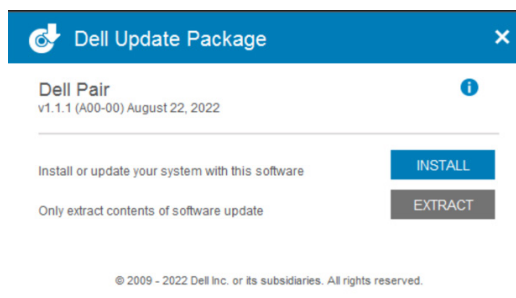 Dell Update Package
Dell Pair
v1.1.1 (A00-00) August 22, 2022
Install or update your system with this software
INSTALL
Only extract contents of software update
EXTRACT
© 2009 - 2022 Dell Inc. or its subsidiaries. All rights reserved.